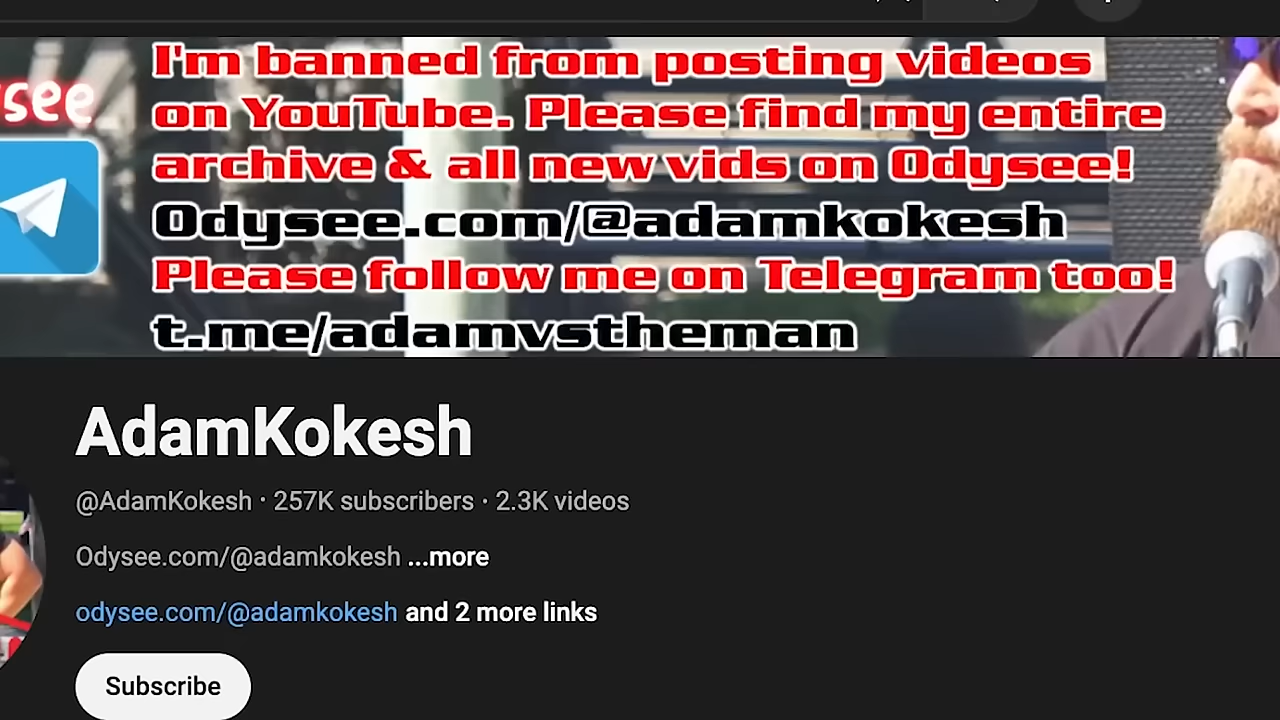 I'm banned from posting videos
on YouTube. Please find my entire
archive & all new vids on Odysee!
Odysee.com/@adamkokesh
Please follow me on Telegram too!
t.me/adamvstheman
AdamKokesh
@AdamKokesh · 257K subscribers · 2.3K videos
Odysee.com/@adamkokesh ...more
odysee.com/@adamkokesh and 2 more links
Subscribe